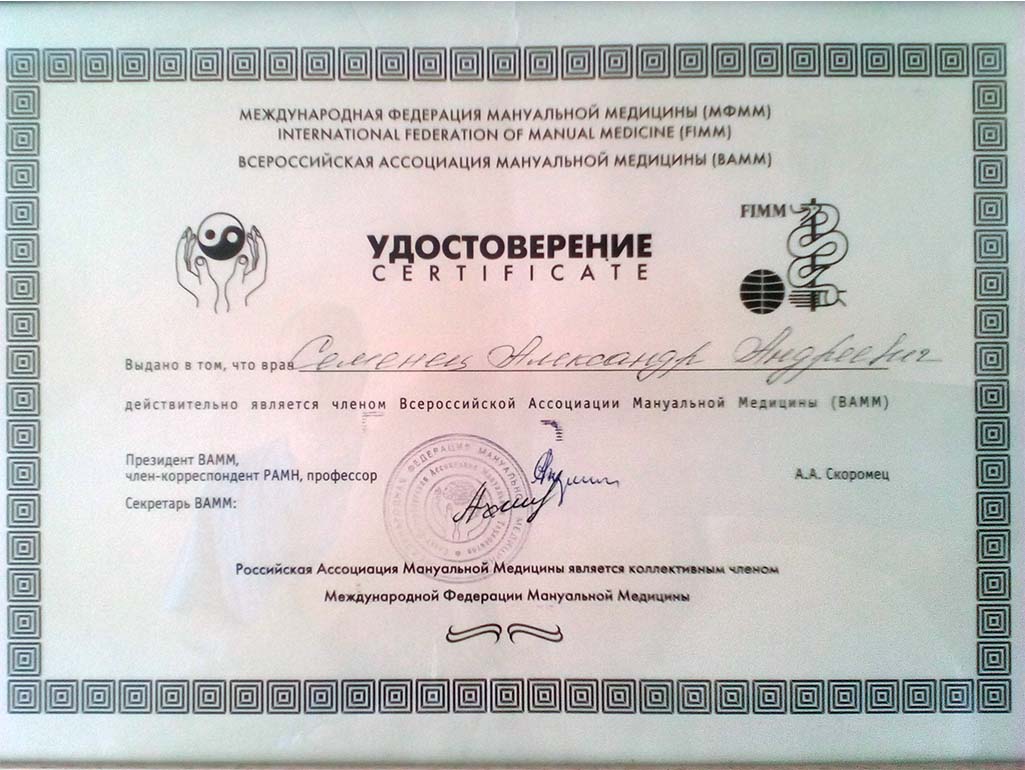 МЕЖДУНАРОДНАЯ ФЕДЕРАЦИЯ МАНУАЛЬНОЙ МЕДИЦИНЫ (МФММ)
INTERNATIONAL FEDERATION OF MANUAL MEDICINE (FIMM)
ВСЕРОССИЙСКАЯ АССОЦИАЦИЯ МАНУАЛЬНОЙ МЕДИЦИНЫ (ВАММ)
FIMM
УДОСТОВЕРЕНИЕ
CERTIFICATE
Выдано в том, что врач Семенец Александр Андреевич
действительно является членом Всероссийской Ассоциации Мануальной Медицины (ВАММ)
Президент ВАММ,
член-корреспондент РАМН, профессор А.А. Скоромец
Секретарь ВАММ:
Российская Ассоциация Мануальной Медицины является коллективным членом
Международной Федерации Мануальной Медицины